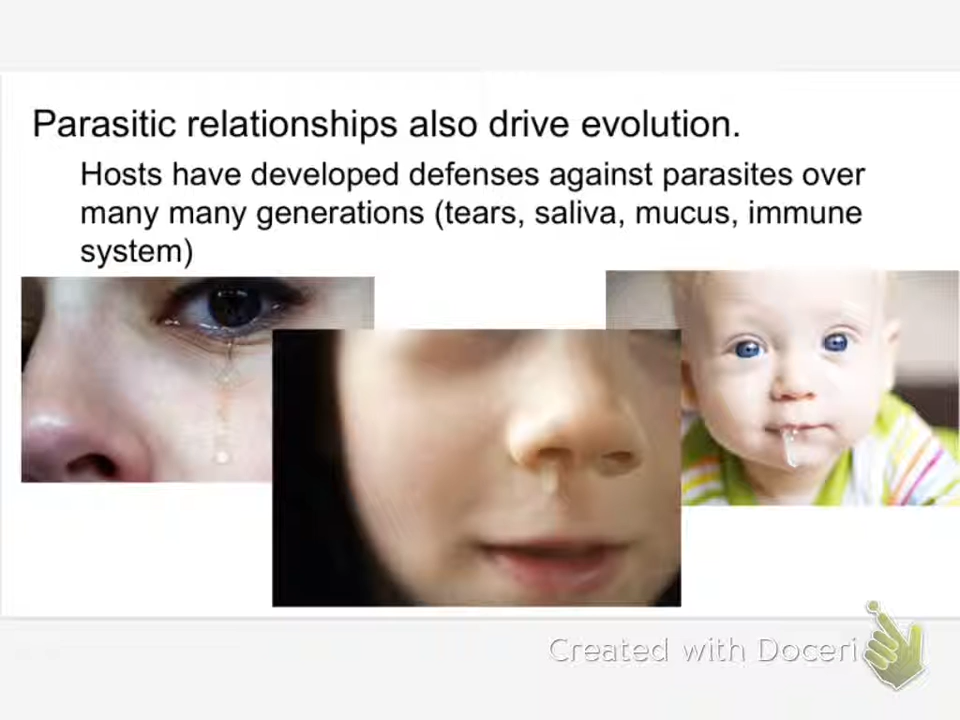 Parasitic relationships also drive evolution.
Hosts have developed defenses against parasites over
many many generations (tears, saliva, mucus, immune
system)
Created with Doceri